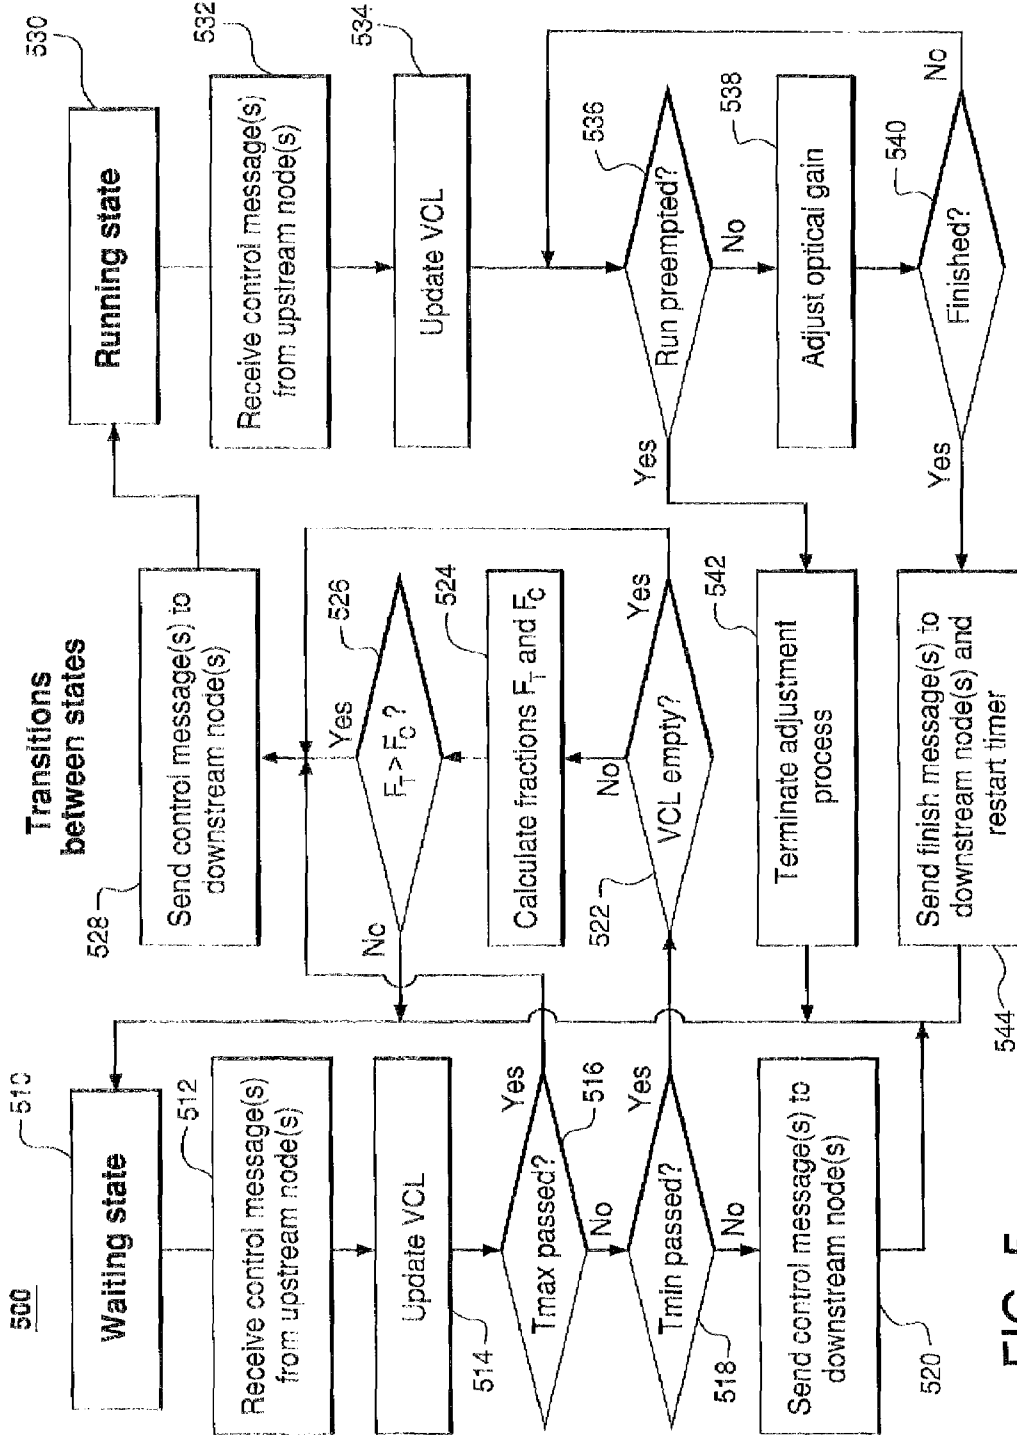 500
510
Waiting state
512
Receive control message(s)
from upstream node(s)
Update VCL
514
Tmax passed?
516
Yes
No
Tmin passed?
518
Yes
No
Send control message(s) to
downstream node(s)
520
Transitions
between states
528
Send control message(s) to
downstream node(s)
Yes
526
F_T > F_C ?
No
524
Calculate fractions F_T and F_C
No
522
VCL empty?
Yes
542
Terminate adjustment
process
Send finish message(s) to
downstream node(s) and
restart timer
544
530
Running state
532
Receive control message(s)
from upstream node(s)
534
Update VCL
536
Run preempted?
Yes
No
538
Adjust optical gain
540
Finished?
No
Yes